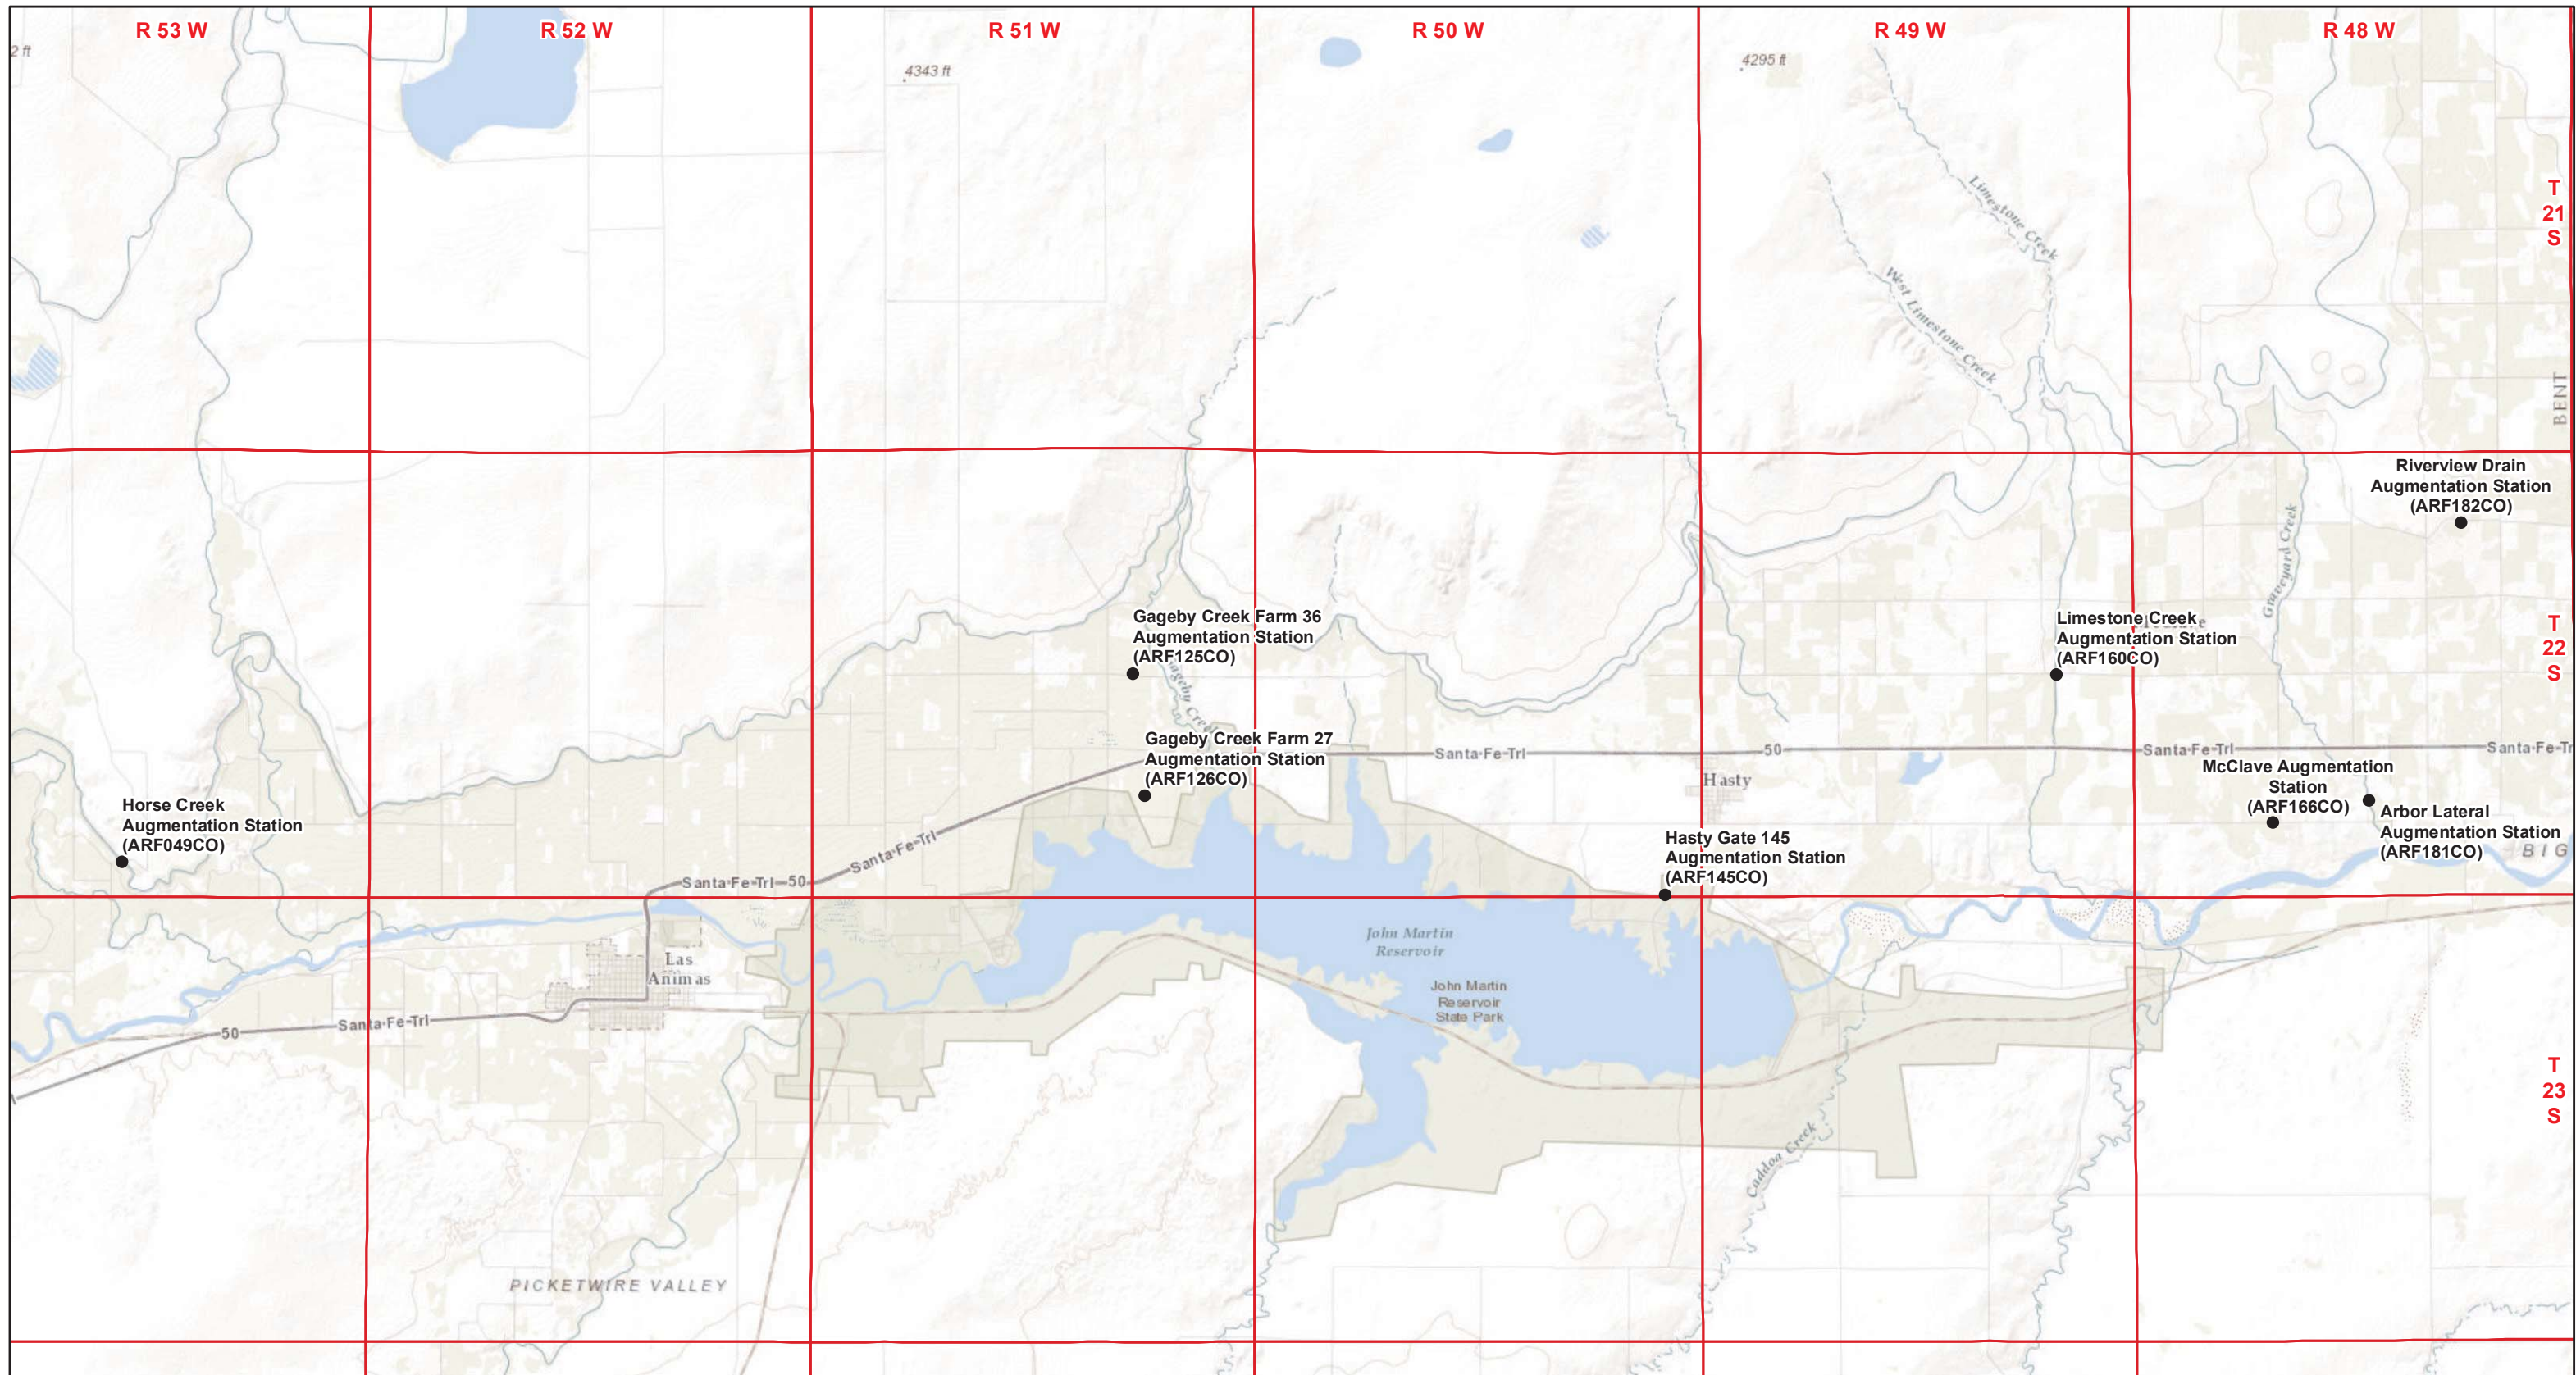 R 53 W
R 52 W
R 51 W
R 50 W
R 49 W
R 48 W
2 ft
4343 ft
4295 ft
T
21
S
Limestone Creek
West Limestone Creek
BENT
Riverview Drain
Augmentation Station
(ARF182CO)
Graveyard Creek
Gageby Creek Farm 36
Augmentation Station
(ARF125CO)
Limestone Creek
Augmentation Station
(ARF160CO)
T
22
S
Gageby Creek
Gageby Creek Farm 27
Augmentation Station
(ARF126CO)
Santa-Fe-Trl
50
Santa-Fe-Trl
Santa-Fe-Tr
Hasty
McClave Augmentation
Station
(ARF166CO)
Horse Creek
Augmentation Station
(ARF049CO)
Arbor Lateral
Augmentation Station
(ARF181CO)
BIG
Hasty Gate 145
Augmentation Station
(ARF145CO)
Santa-Fe-Trl
Santa-Fe-Trl-50
John Martin
Reservoir
Las
Animas
John Martin
Reservoir
State Park
50
Santa-Fe-Trl
T
23
S
Caddoa Creek
PICKETWIRE VALLEY